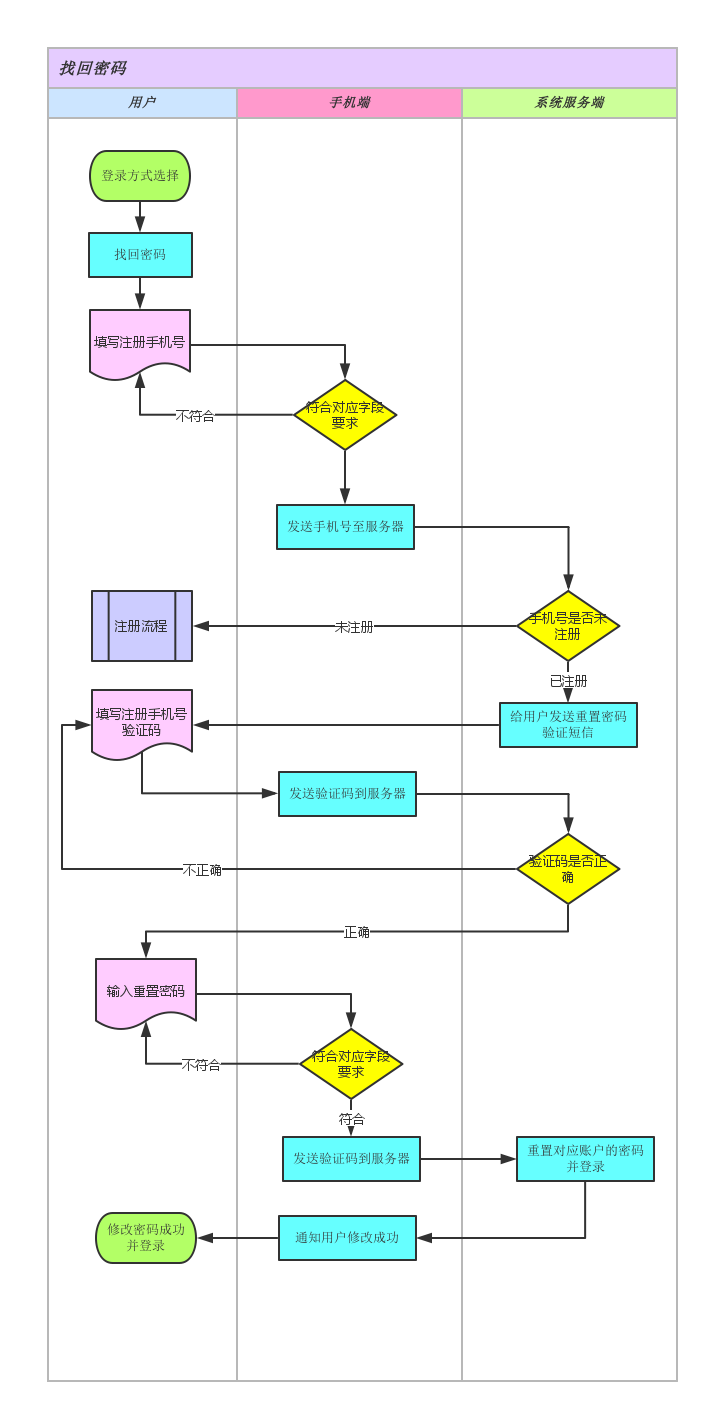 找回密码
用户
手机端
系统服务端
登录方式选择
找回密码
填写注册手机号
符合对应字段
要求
不符合
发送手机号至服务器
手机号是否未
注册
未注册
注册流程
已注册
给用户发送重置密码
验证短信
填写注册手机号
验证码
发送验证码到服务器
验证码是否正
确
不正确
正确
输入重置密码
符合对应字段
要求
不符合
符合
发送验证码到服务器
重置对应账户的密码
并登录
通知用户修改成功
修改密码成功
并登录